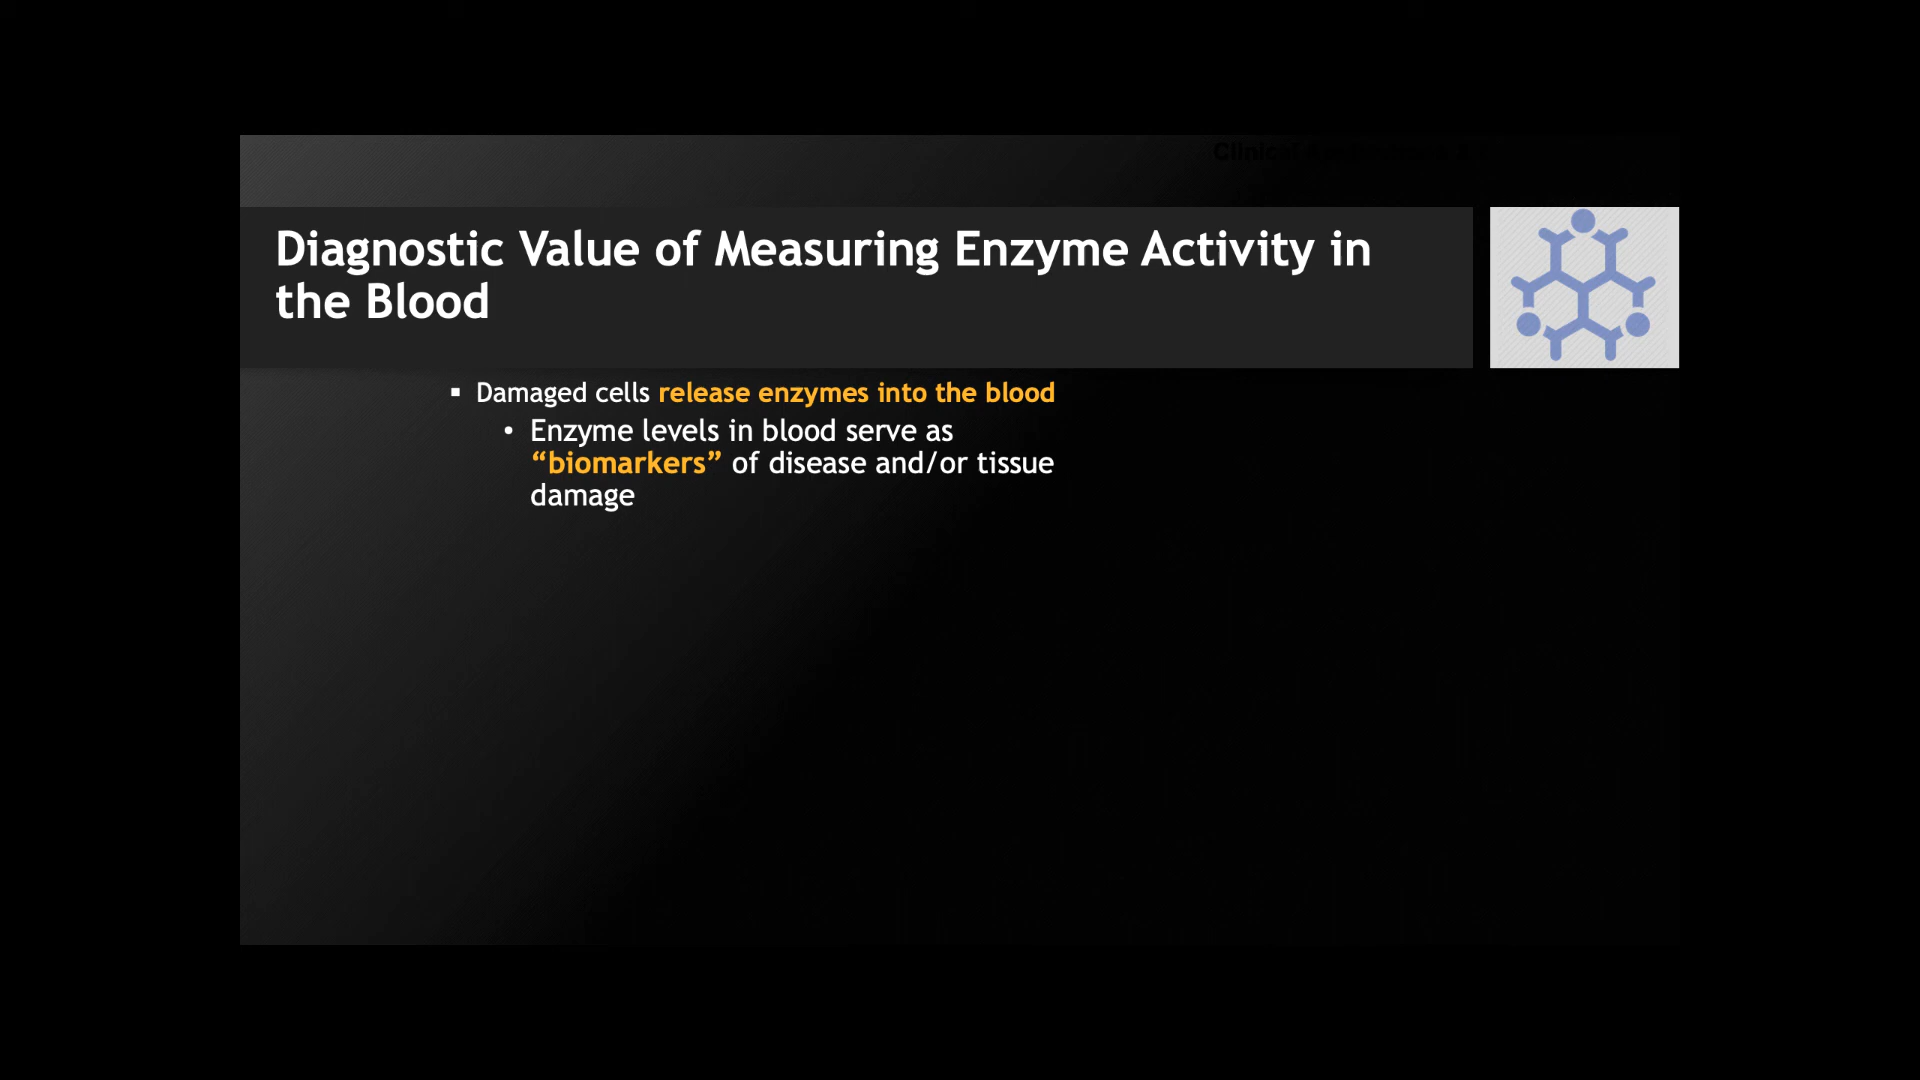 Clinical
Diagnostic Value of Measuring Enzyme Activity in
the Blood
▪ Damaged cells release enzymes into the blood
• Enzyme levels in blood serve as
“biomarkers” of disease and/or tissue
damage